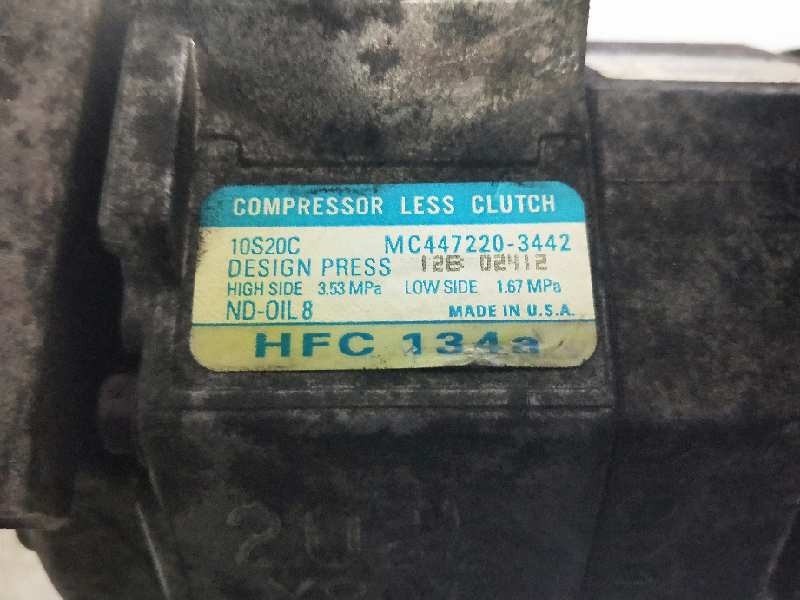 COMPRESSOR LESS CLUTCH
10S20C MC447220-3442
DESIGN PRESS 12B 02412
HIGH SIDE 3.53 MPa LOW SIDE 1.67 MPa
ND-OIL 8 MADE IN U.S.A.
HFC 134a